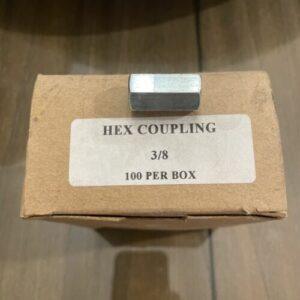 HEX COUPLING
3/8
100 PER BOX